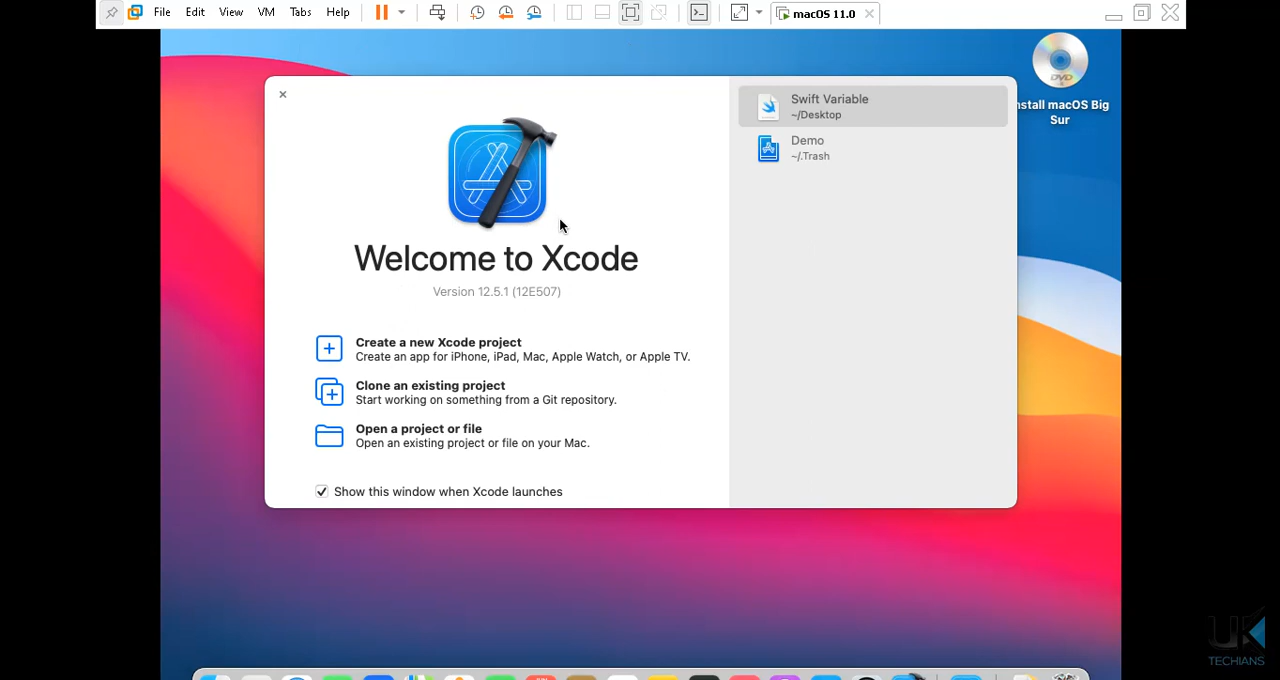 File Edit View VM Tabs Help macOS 11.0
DVD
Install macOS Big
Sur
Welcome to Xcode
Version 12.5.1 (12E507)
Create a new Xcode project
Create an app for iPhone, iPad, Mac, Apple Watch, or Apple TV.
Clone an existing project
Start working on something from a Git repository.
Open a project or file
Open an existing project or file on your Mac.
Show this window when Xcode launches
Swift Variable
~/Desktop
Demo
~/.Trash
UK
TECHIANS